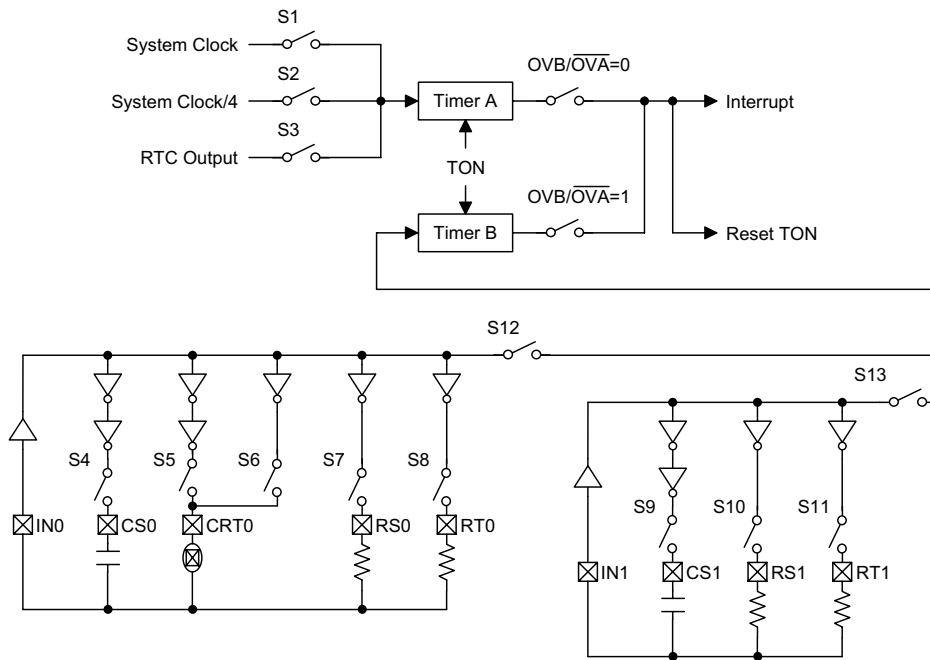 S1
System Clock
S2
OVB/O̅V̅A̅=0
System Clock/4
Timer A
Interrupt
S3
RTC Output
TON
OVB/O̅V̅A̅=1
Timer B
Reset TON
S12
S13
S4
S5
S6
S7
S8
S9
S10
S11
IN0
CS0
CRT0
RS0
RT0
IN1
CS1
RS1
RT1